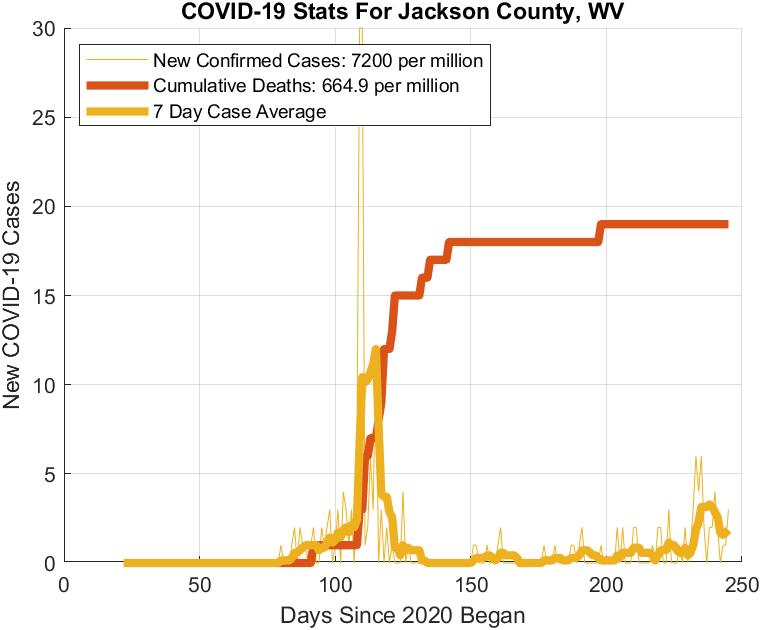 COVID-19 Stats For Jackson County, WV
New Confirmed Cases: 7200 per million
Cumulative Deaths: 664.9 per million
7 Day Case Average
New COVID-19 Cases
30
25
20
15
10
5
0
0 50 100 150 200 250
Days Since 2020 Began